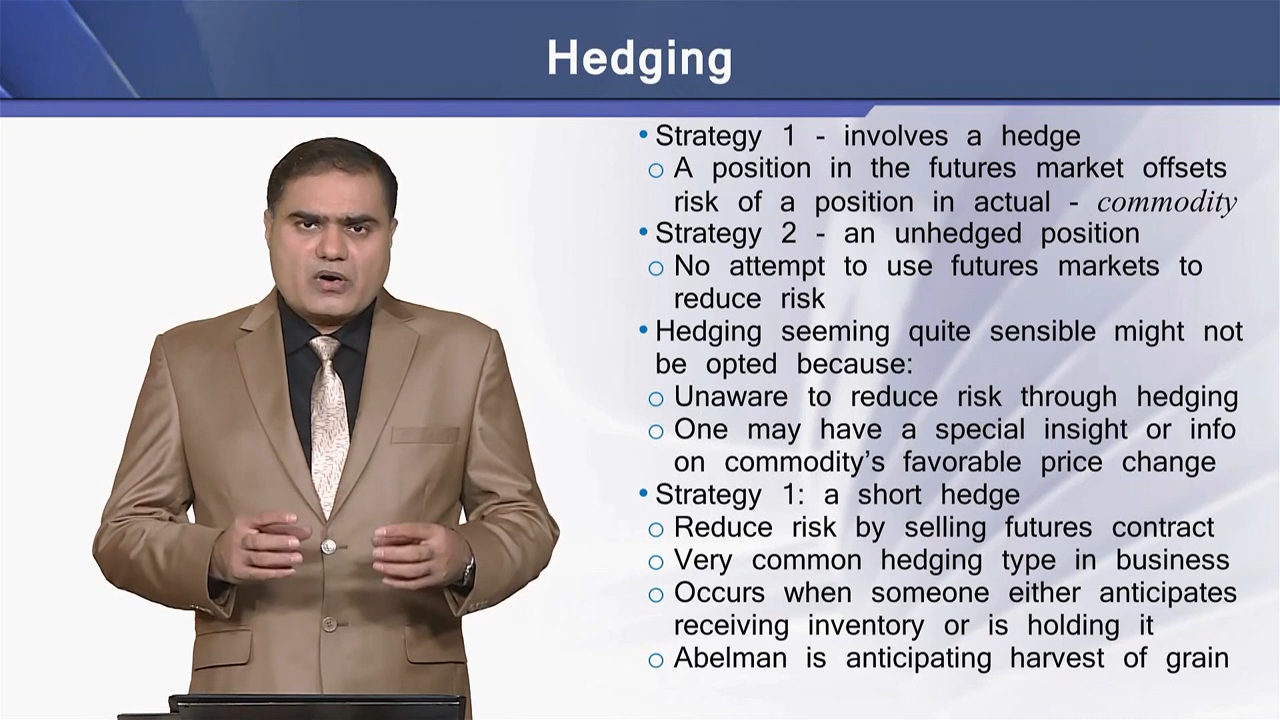 Hedging
• Strategy 1 - involves a hedge
o A position in the futures market offsets
risk of a position in actual - commodity
• Strategy 2 - an unhedged position
o No attempt to use futures markets to
reduce risk
• Hedging seeming quite sensible might not
be opted because:
o Unaware to reduce risk through hedging
o One may have a special insight or info
on commodity's favorable price change
• Strategy 1: a short hedge
o Reduce risk by selling futures contract
o Very common hedging type in business
o Occurs when someone either anticipates
receiving inventory or is holding it
o Abelman is anticipating harvest of grain